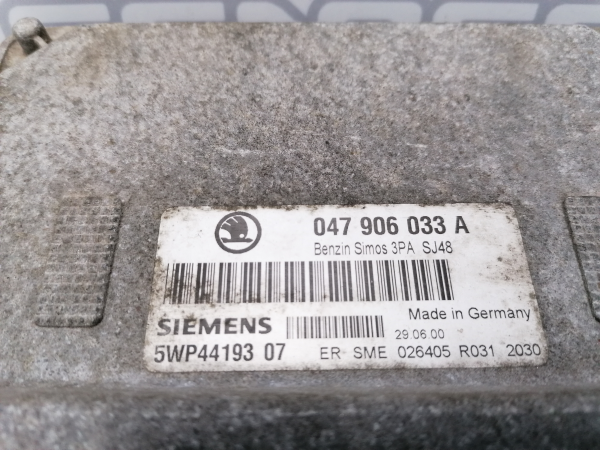 047 906 033 A
Benzin Simos 3PA SJ48
Made in Germany
SIEMENS
29.06.00
5WP44193 07
ER SME 026405 R031 2030